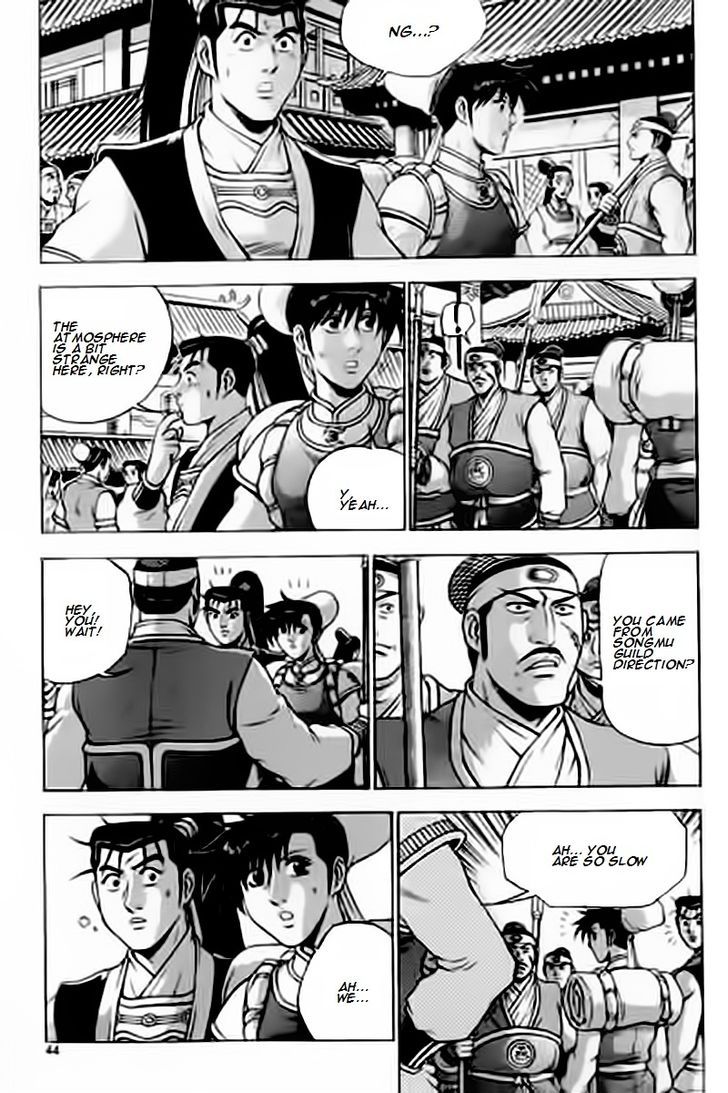 NG...?
THE
ATMOSPHERE
IS A BIT
STRANGE
HERE, RIGHT?
Y,
YEAH...
!
HEY,
YOU!
WAIT!
YOU CAME
FROM
SONGMU
GUILD
DIRECTION?
AH...
WE...
AH... YOU
ARE SO SLOW
44